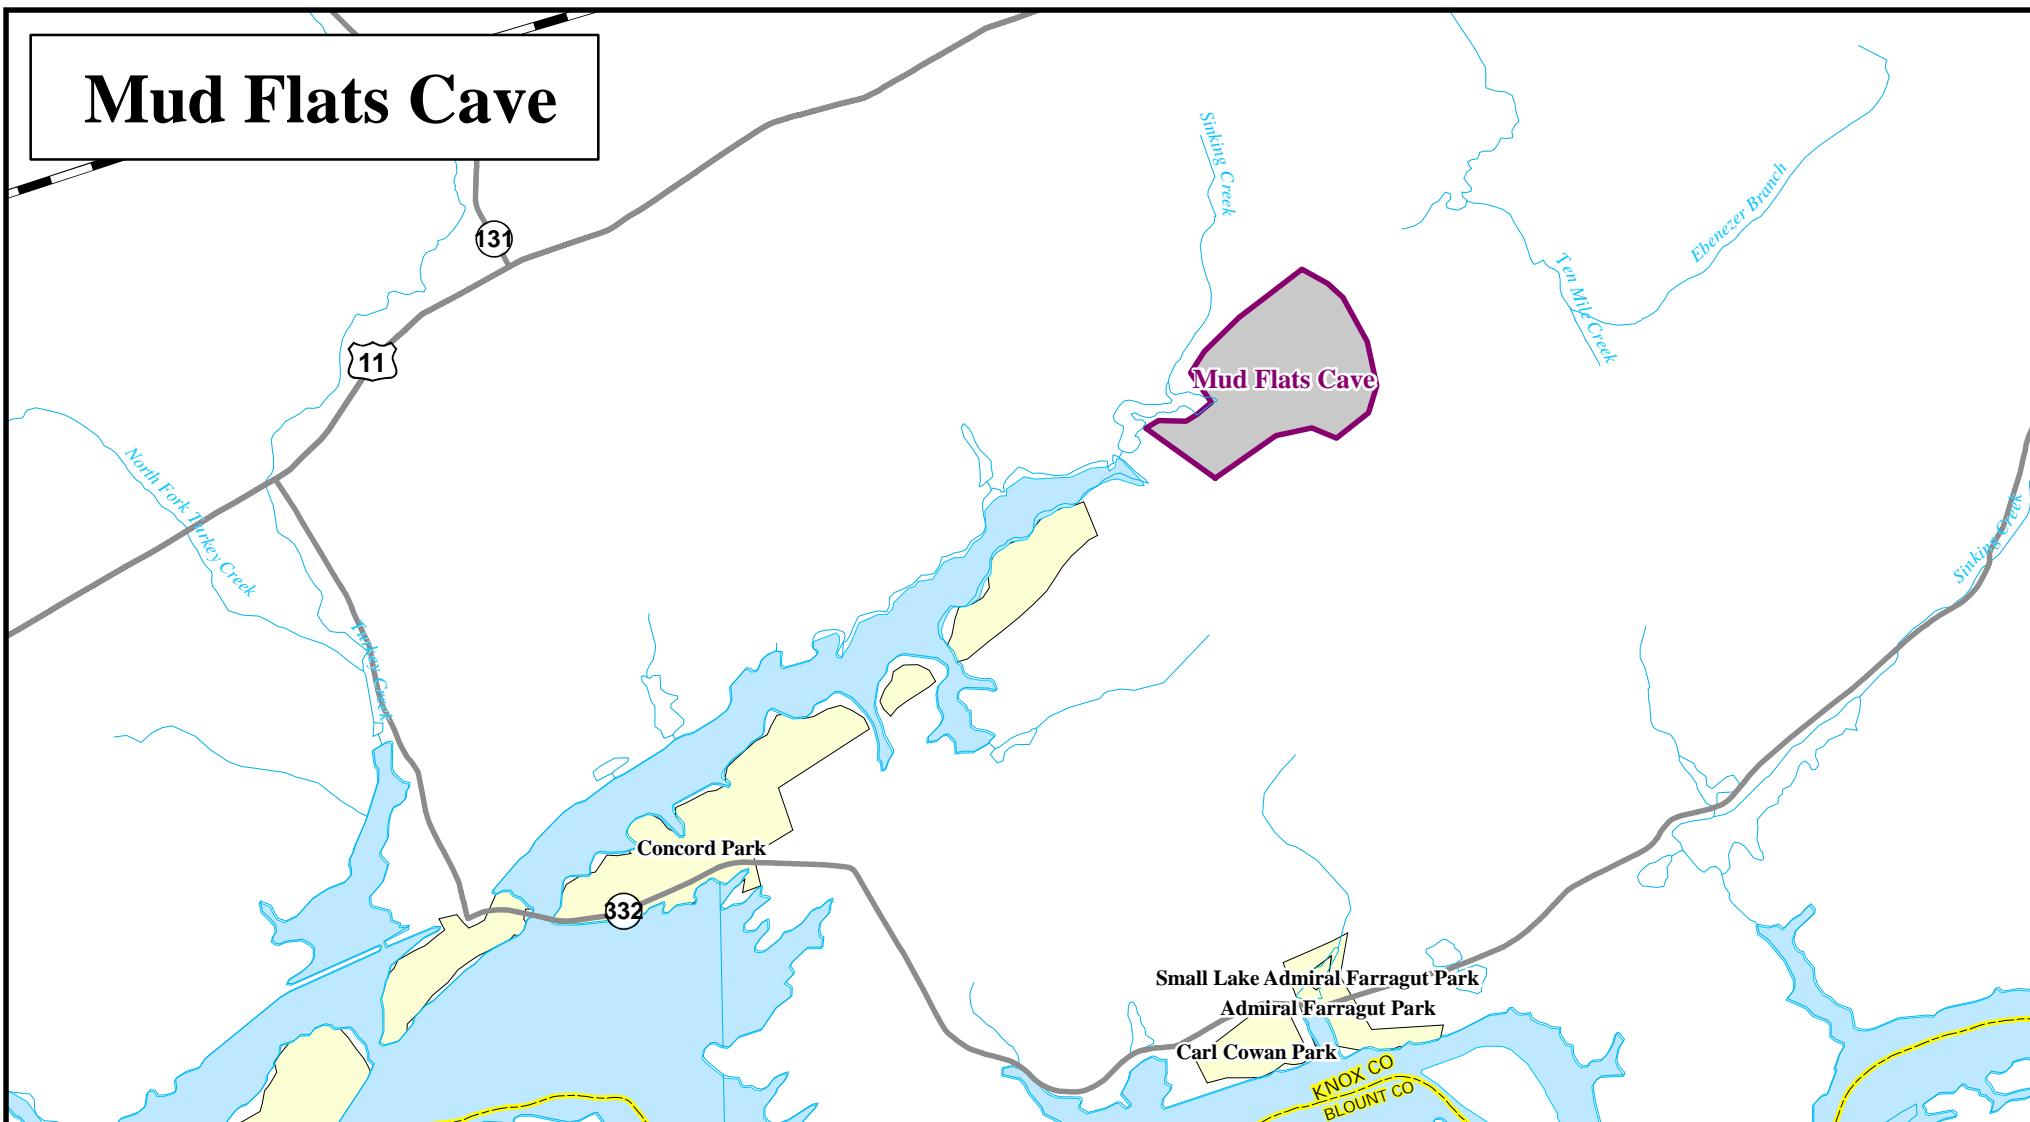 Mud Flats Cave
Sinking Creek
Ebenezer Branch
131
Ten Mile Creek
11
Mud Flats Cave
North Fork Turkey Creek
Sinking Creek
Turkey Creek
Concord Park
332
Small Lake Admiral Farragut Park
Admiral Farragut Park
Carl Cowan Park
KNOX CO
BLOUNT CO